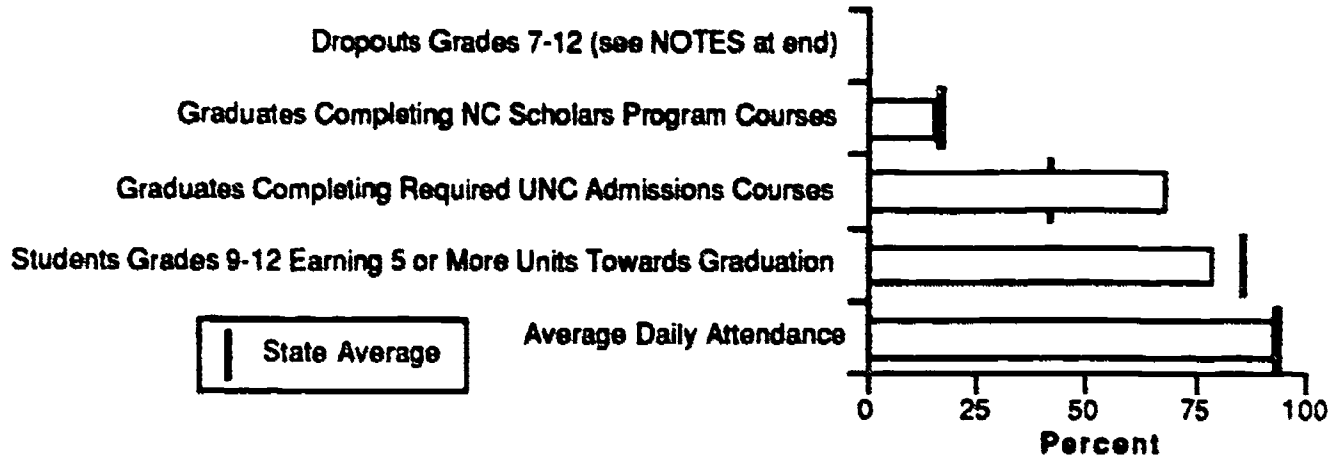 Dropouts Grades 7-12 (see NOTES at end)
Graduates Completing NC Scholars Program Courses
Graduates Completing Required UNC Admissions Courses
Students Grades 9-12 Earning 5 or More Units Towards Graduation
Average Daily Attendance
State Average
0 25 50 75 100
Percent